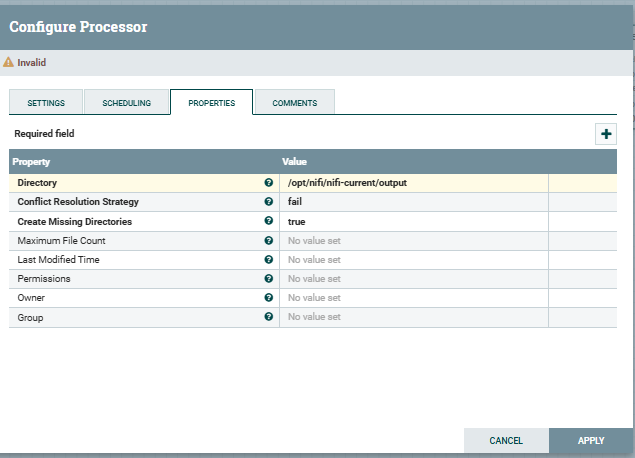 Configure Processor
Invalid
SETTINGS SCHEDULING PROPERTIES COMMENTS
Required field
Property Value
Directory /opt/nifi/nifi-current/output
Conflict Resolution Strategy fail
Create Missing Directories true
Maximum File Count No value set
Last Modified Time No value set
Permissions No value set
Owner No value set
Group No value set
CANCEL APPLY